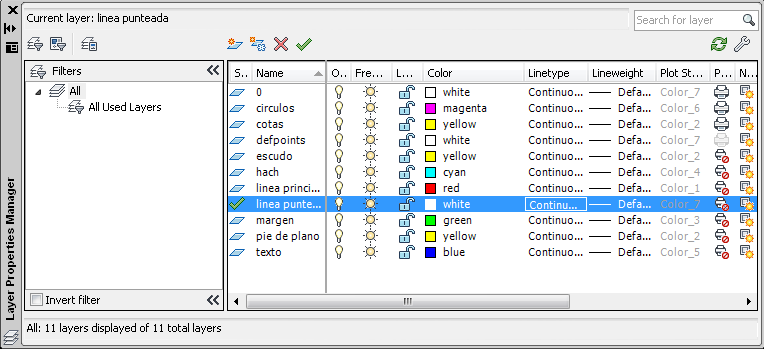 Current layer: linea punteada
Search for layer
Filters
All
All Used Layers
Invert filter
S... Name O... Fre... L... Color Linetype Lineweight Plot St... P... N...
0 white Continuo... Defa... Color_7
circulos magenta Continuo... Defa... Color_6
cotas yellow Continuo... Defa... Color_2
defpoints white Continuo... Defa... Color_7
escudo yellow Continuo... Defa... Color_2
hach cyan Continuo... Defa... Color_4
linea princi... red Continuo... Defa... Color_1
linea punte... white Continu... Defa... Color_7
margen green Continuo... Defa... Color_3
pie de plano yellow Continuo... Defa... Color_2
texto blue Continuo... Defa... Color_5
All: 11 layers displayed of 11 total layers
Layer Properties Manager